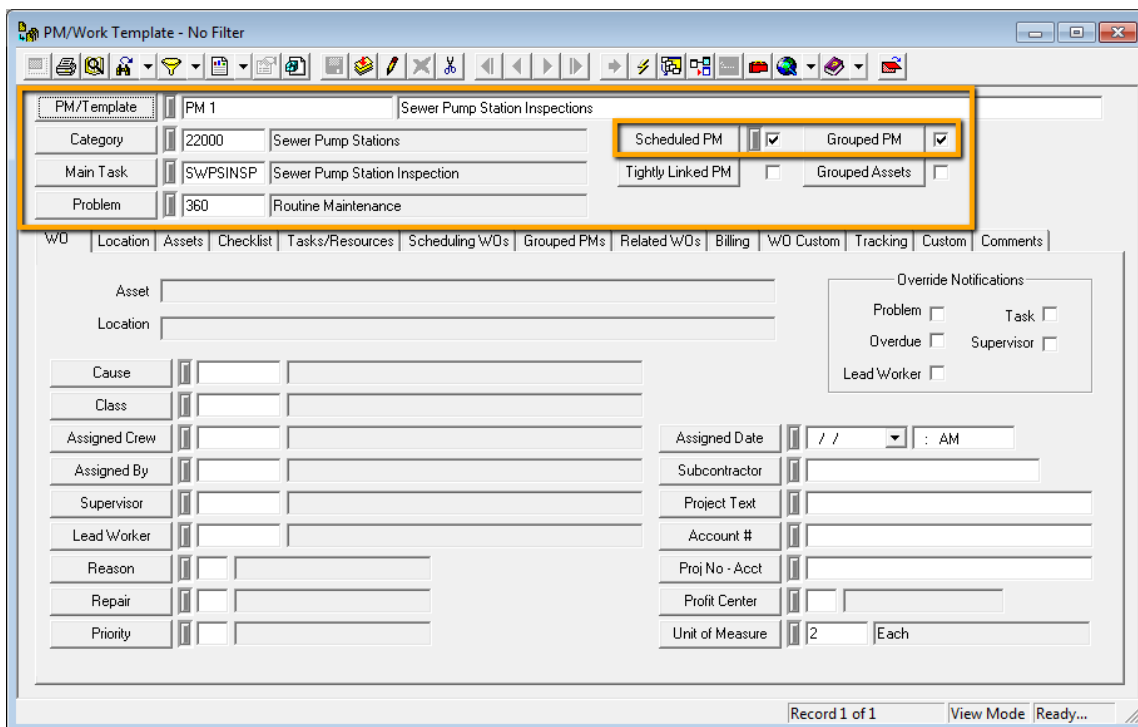 PM/Work Template - No Filter
PM/Template PM 1 Sewer Pump Station Inspections
Category 22000 Sewer Pump Stations Scheduled PM Grouped PM
Main Task SWPSINSP Sewer Pump Station Inspection Tightly Linked PM Grouped Assets
Problem 360 Routine Maintenance
WO Location Assets Checklist Tasks/Resources Scheduling WOs Grouped PMs Related WOs Billing WO Custom Tracking Custom Comments
Override Notifications
Asset
Problem Task
Location
Overdue Supervisor
Lead Worker
Cause
Class
Assigned Crew Assigned Date / / : AM
Assigned By Subcontractor
Supervisor Project Text
Lead Worker Account #
Reason Proj No - Acct
Repair Profit Center
Priority Unit of Measure 2 Each
Record 1 of 1 View Mode Ready...